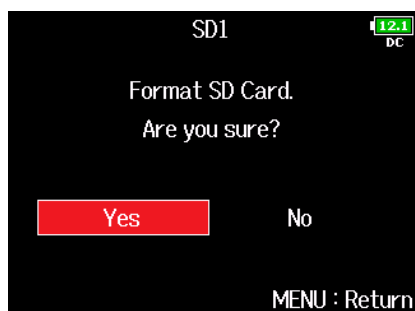 SD1
12.1
DC
Format SD Card.
Are you sure?
Yes No
MENU : Return